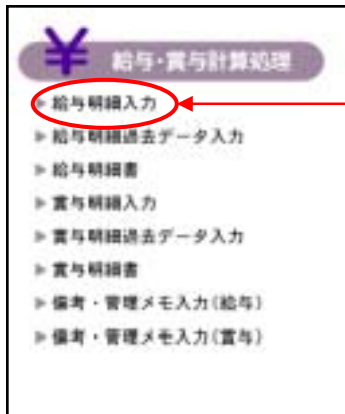 ¥ 給与・賞与計算処理
給与明細入力
給与明細過去データ入力
給与明細書
賞与明細入力
賞与明細過去データ入力
賞与明細書
備考・管理メモ入力(給与)
備考・管理メモ入力(賞与)